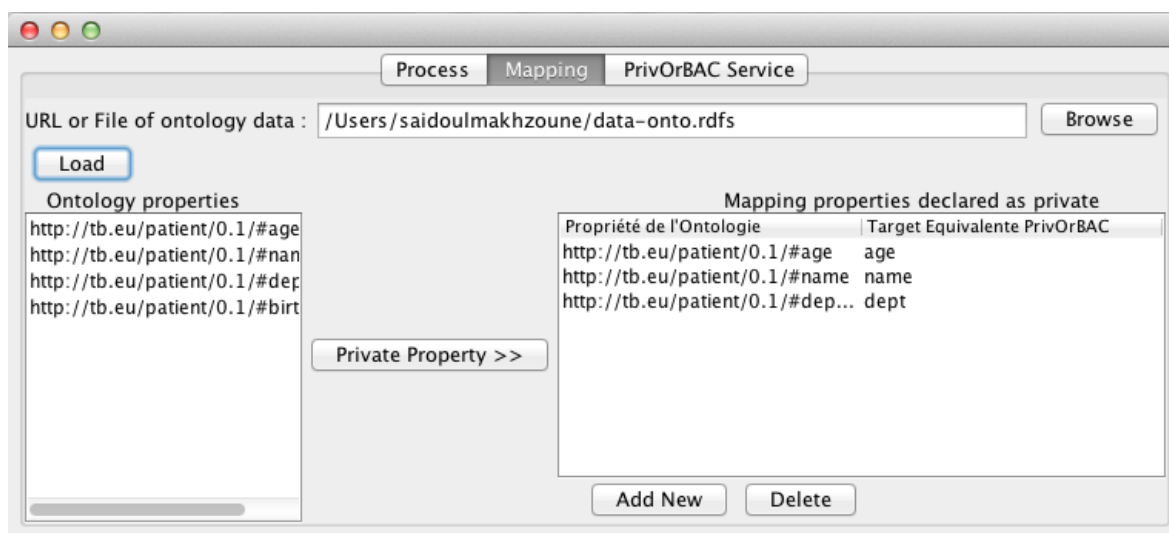 Process Mapping PrivOrBAC Service
URL or File of ontology data : /Users/saidoulmakhzoune/data-onto.rdfs Browse
Load
Ontology properties
http://tb.eu/patient/0.1/#age
http://tb.eu/patient/0.1/#nan
http://tb.eu/patient/0.1/#dep
http://tb.eu/patient/0.1/#birt
Private Property >>
Mapping properties declared as private
Propriété de l'Ontologie Target Equivalente PrivOrBAC
http://tb.eu/patient/0.1/#age age
http://tb.eu/patient/0.1/#name name
http://tb.eu/patient/0.1/#dep... dept
Add New Delete